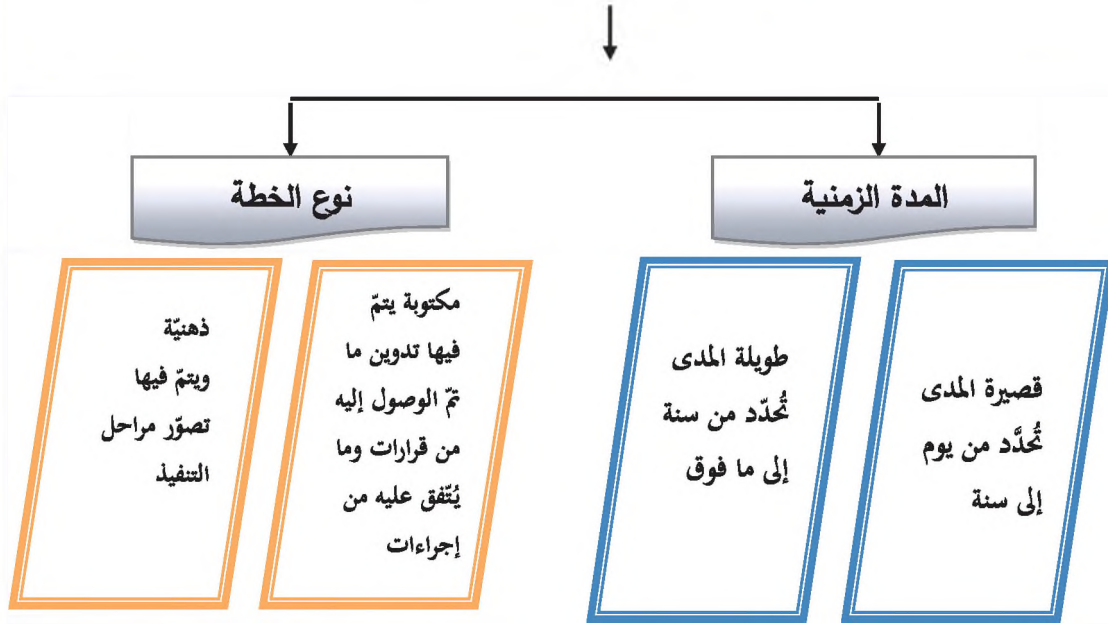 المدة الزمنية
نوع الخطة
قصيرة المدى
تُحدَّد من يوم
إلى سنة
طويلة المدى
تُحدّد من سنة
إلى ما فوق
مكتوبة يتمّ
فيها تدوين ما
تمّ الوصول إليه
من قرارات وما
يُتّفق عليه من
إجراءات
ذهنيّة
ويتمّ فيها
تصوّر مراحل
التنفيذ